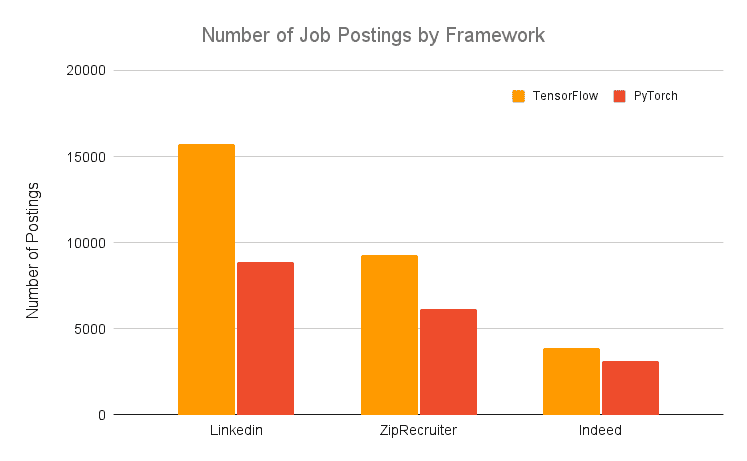 Number of Job Postings by Framework
TensorFlow
PyTorch
Number of Postings
20000
15000
10000
5000
0
Linkedin
ZipRecruiter
Indeed